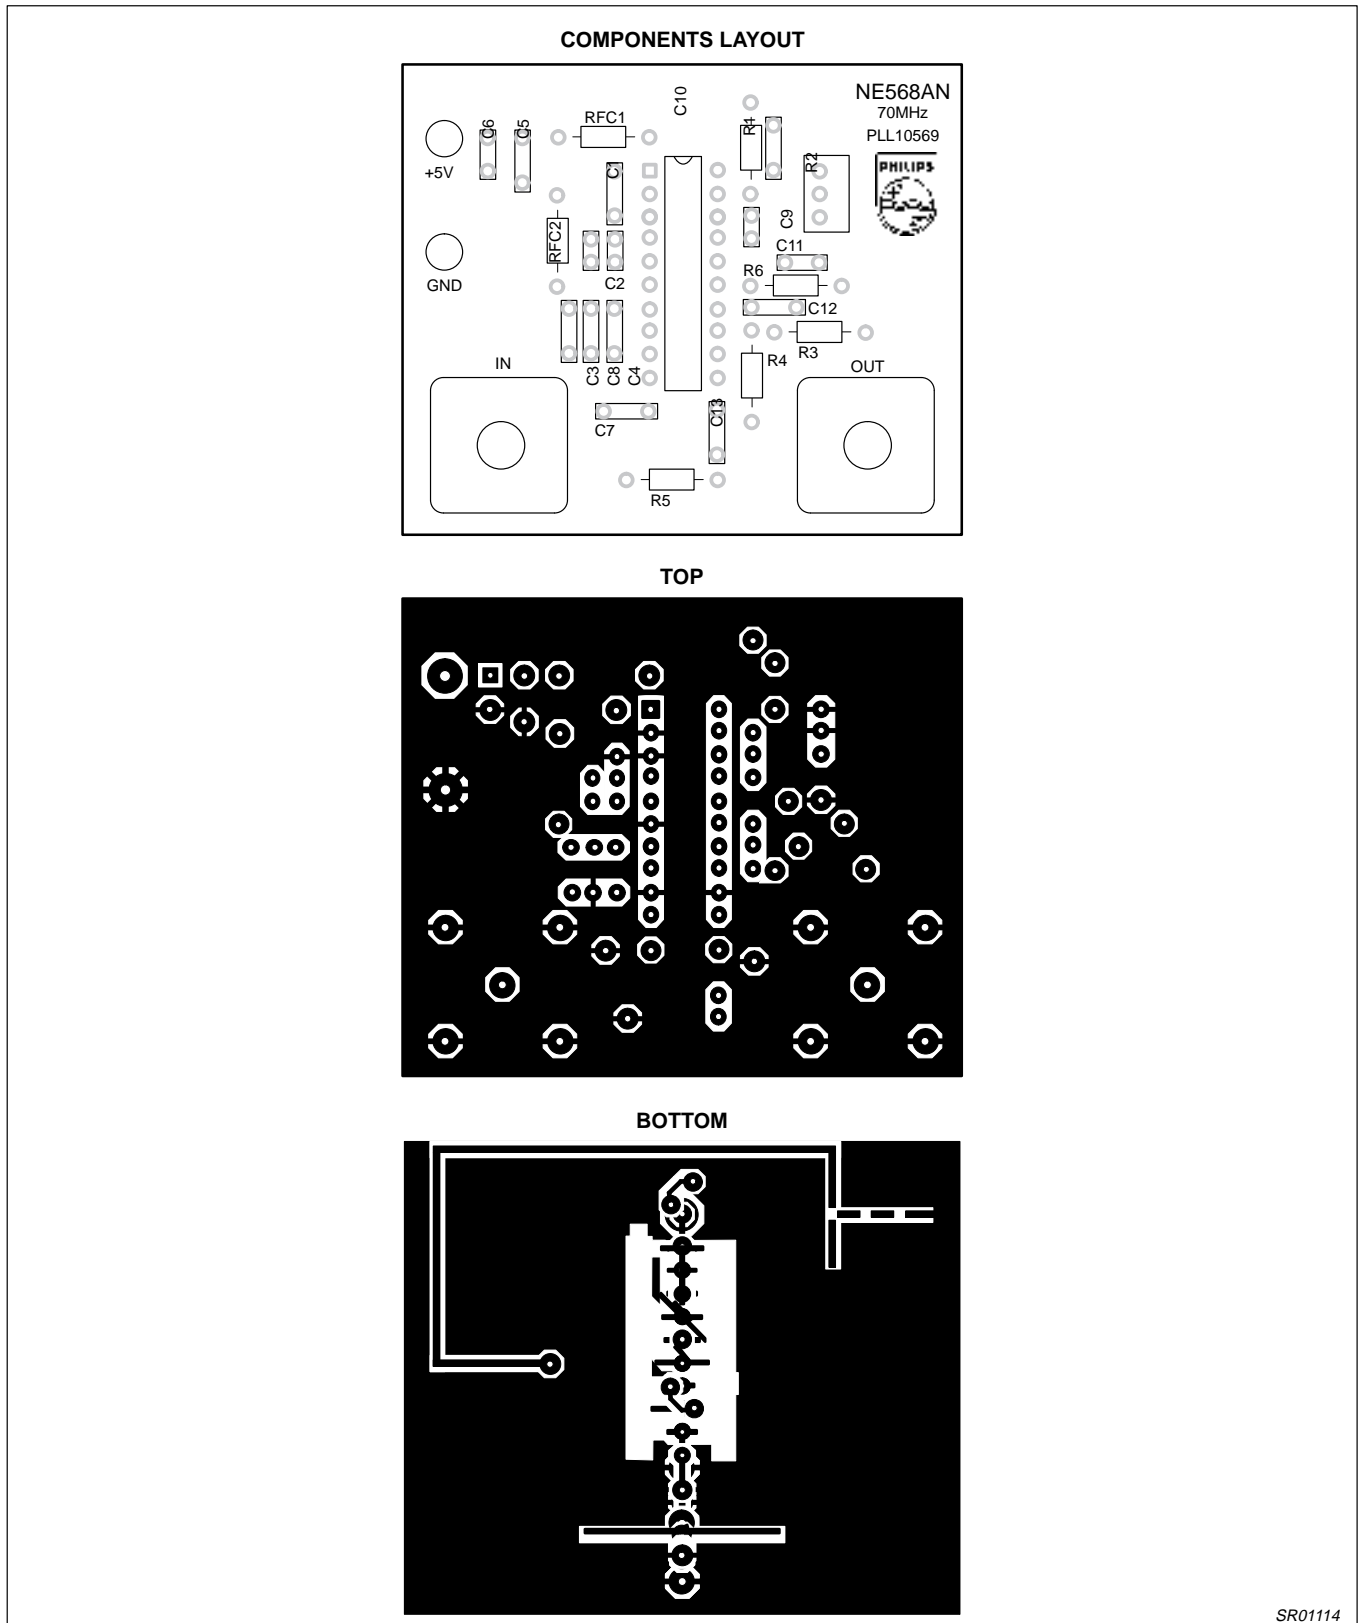 COMPONENTS LAYOUT
NE568AN
70MHz
PLL10569
PHILIPS
C10
RFC1
R1
C6
C5
+5V
C1
R2
RFC2
C9
C11
GND
C2
R6
C12
R3
R4
IN
OUT
C3
C8
C4
C13
C7
R5
TOP
BOTTOM
SR01114